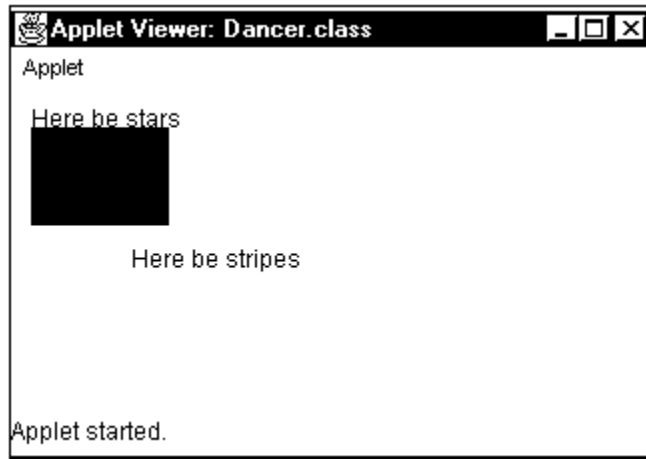 Applet Viewer: Dancer.class
Applet
Here be stars
Here be stripes
Applet started.